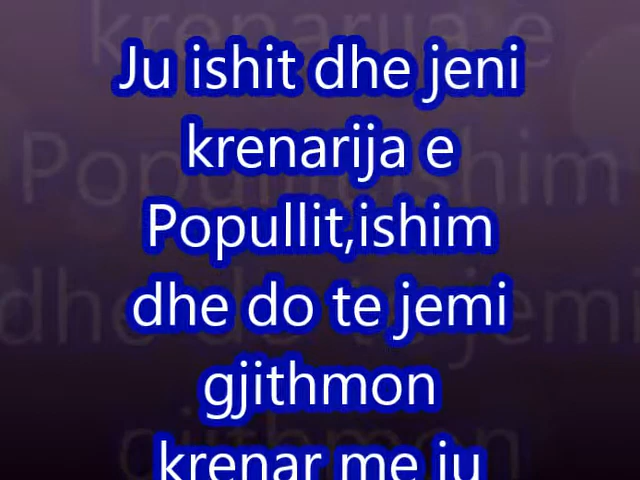 Ju ishit dhe jeni
krenarija e
Popullit,ishim
dhe do te jemi
gjithmon
krenar me ju